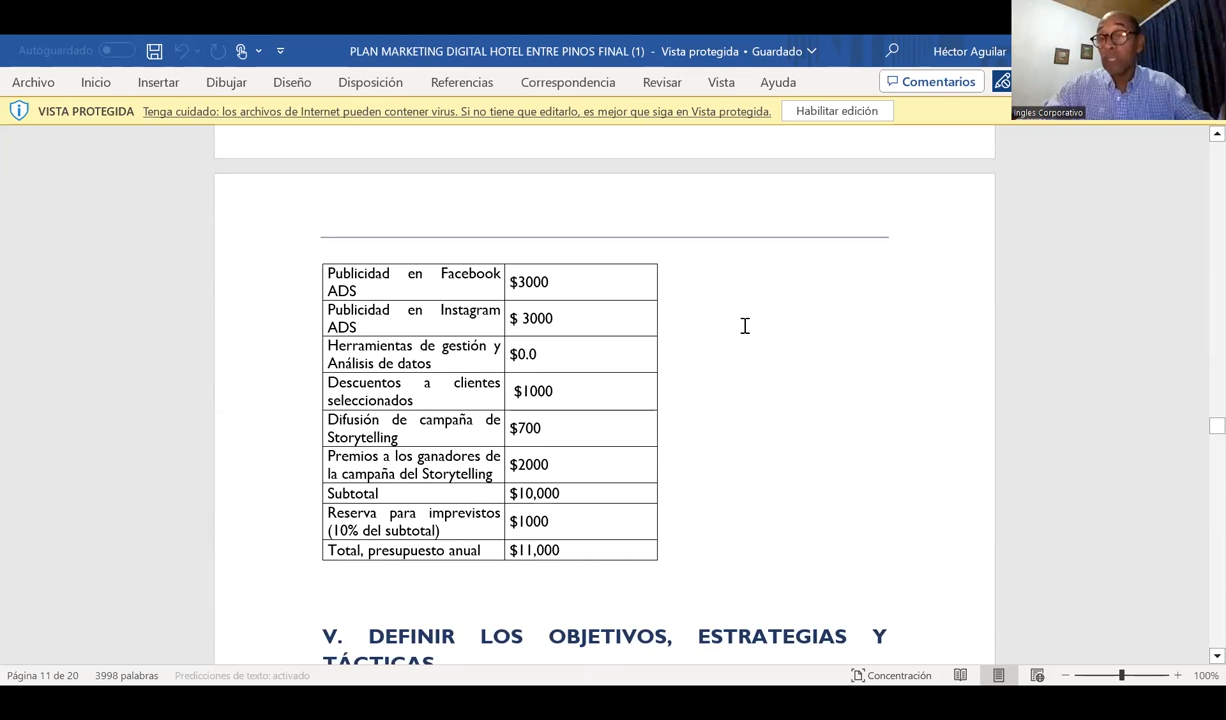 Autoguardado
PLAN MARKETING DIGITAL HOTEL ENTRE PINOS FINAL (1) - Vista protegida • Guardado
Héctor Aguilar
Archivo Inicio Insertar Dibujar Diseño Disposición Referencias Correspondencia Revisar Vista Ayuda
Comentarios
VISTA PROTEGIDA Tenga cuidado: los archivos de Internet pueden contener virus. Si no tiene que editarlo, es mejor que siga en Vista protegida.
Habilitar edición
Ingles Corporativo
Publicidad en Facebook
ADS
$3000
Publicidad en Instagram
ADS
$ 3000
Herramientas de gestión y
Análisis de datos
$0.0
Descuentos a clientes
seleccionados
$1000
Difusión de campaña de
Storytelling
$700
Premios a los ganadores de
la campaña del Storytelling
$2000
Subtotal
$10,000
Reserva para imprevistos
(10% del subtotal)
$1000
Total, presupuesto anual
$11,000
V. DEFINIR LOS OBJETIVOS, ESTRATEGIAS Y
TÁCTICAS
Página 11 de 20 3998 palabras Predicciones de texto: activado
Concentración
100%